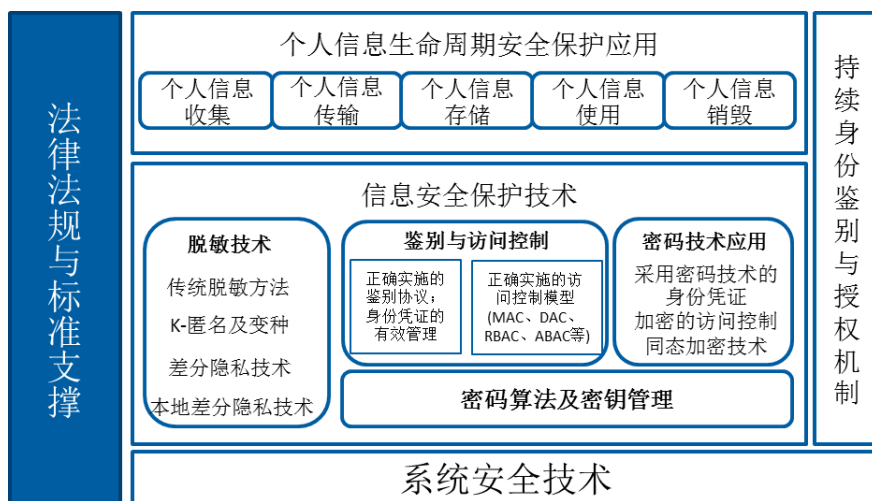 法律法规与标准支撑
个人信息生命周期安全保护应用
个人信息
收集
个人信息
传输
个人信息
存储
个人信息
使用
个人信息
销毁
信息安全保护技术
脱敏技术
传统脱敏方法
K-匿名及变种
差分隐私技术
本地差分隐私技术
鉴别与访问控制
正确实施的
鉴别协议；
身份凭证的
有效管理
正确实施的访
问控制模型
(MAC、DAC、
RBAC、ABAC等)
密码技术应用
采用密码技术的
身份凭证
加密的访问控制
同态加密技术
密码算法及密钥管理
持续身份鉴别与授权机制
系统安全技术